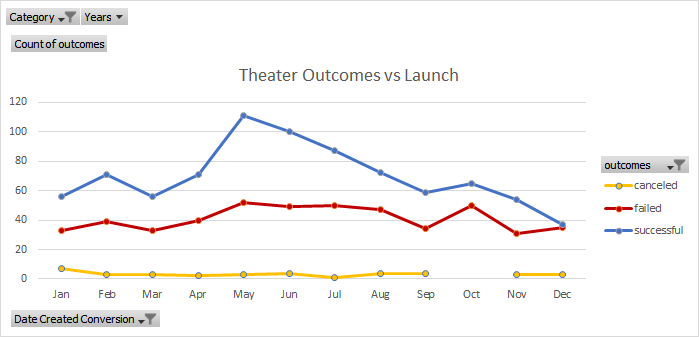 Category Years
Count of outcomes
Theater Outcomes vs Launch
120
100
80
60
40
20
0
Jan Feb Mar Apr May Jun Jul Aug Sep Oct Nov Dec
outcomes
canceled
failed
successful
Date Created Conversion